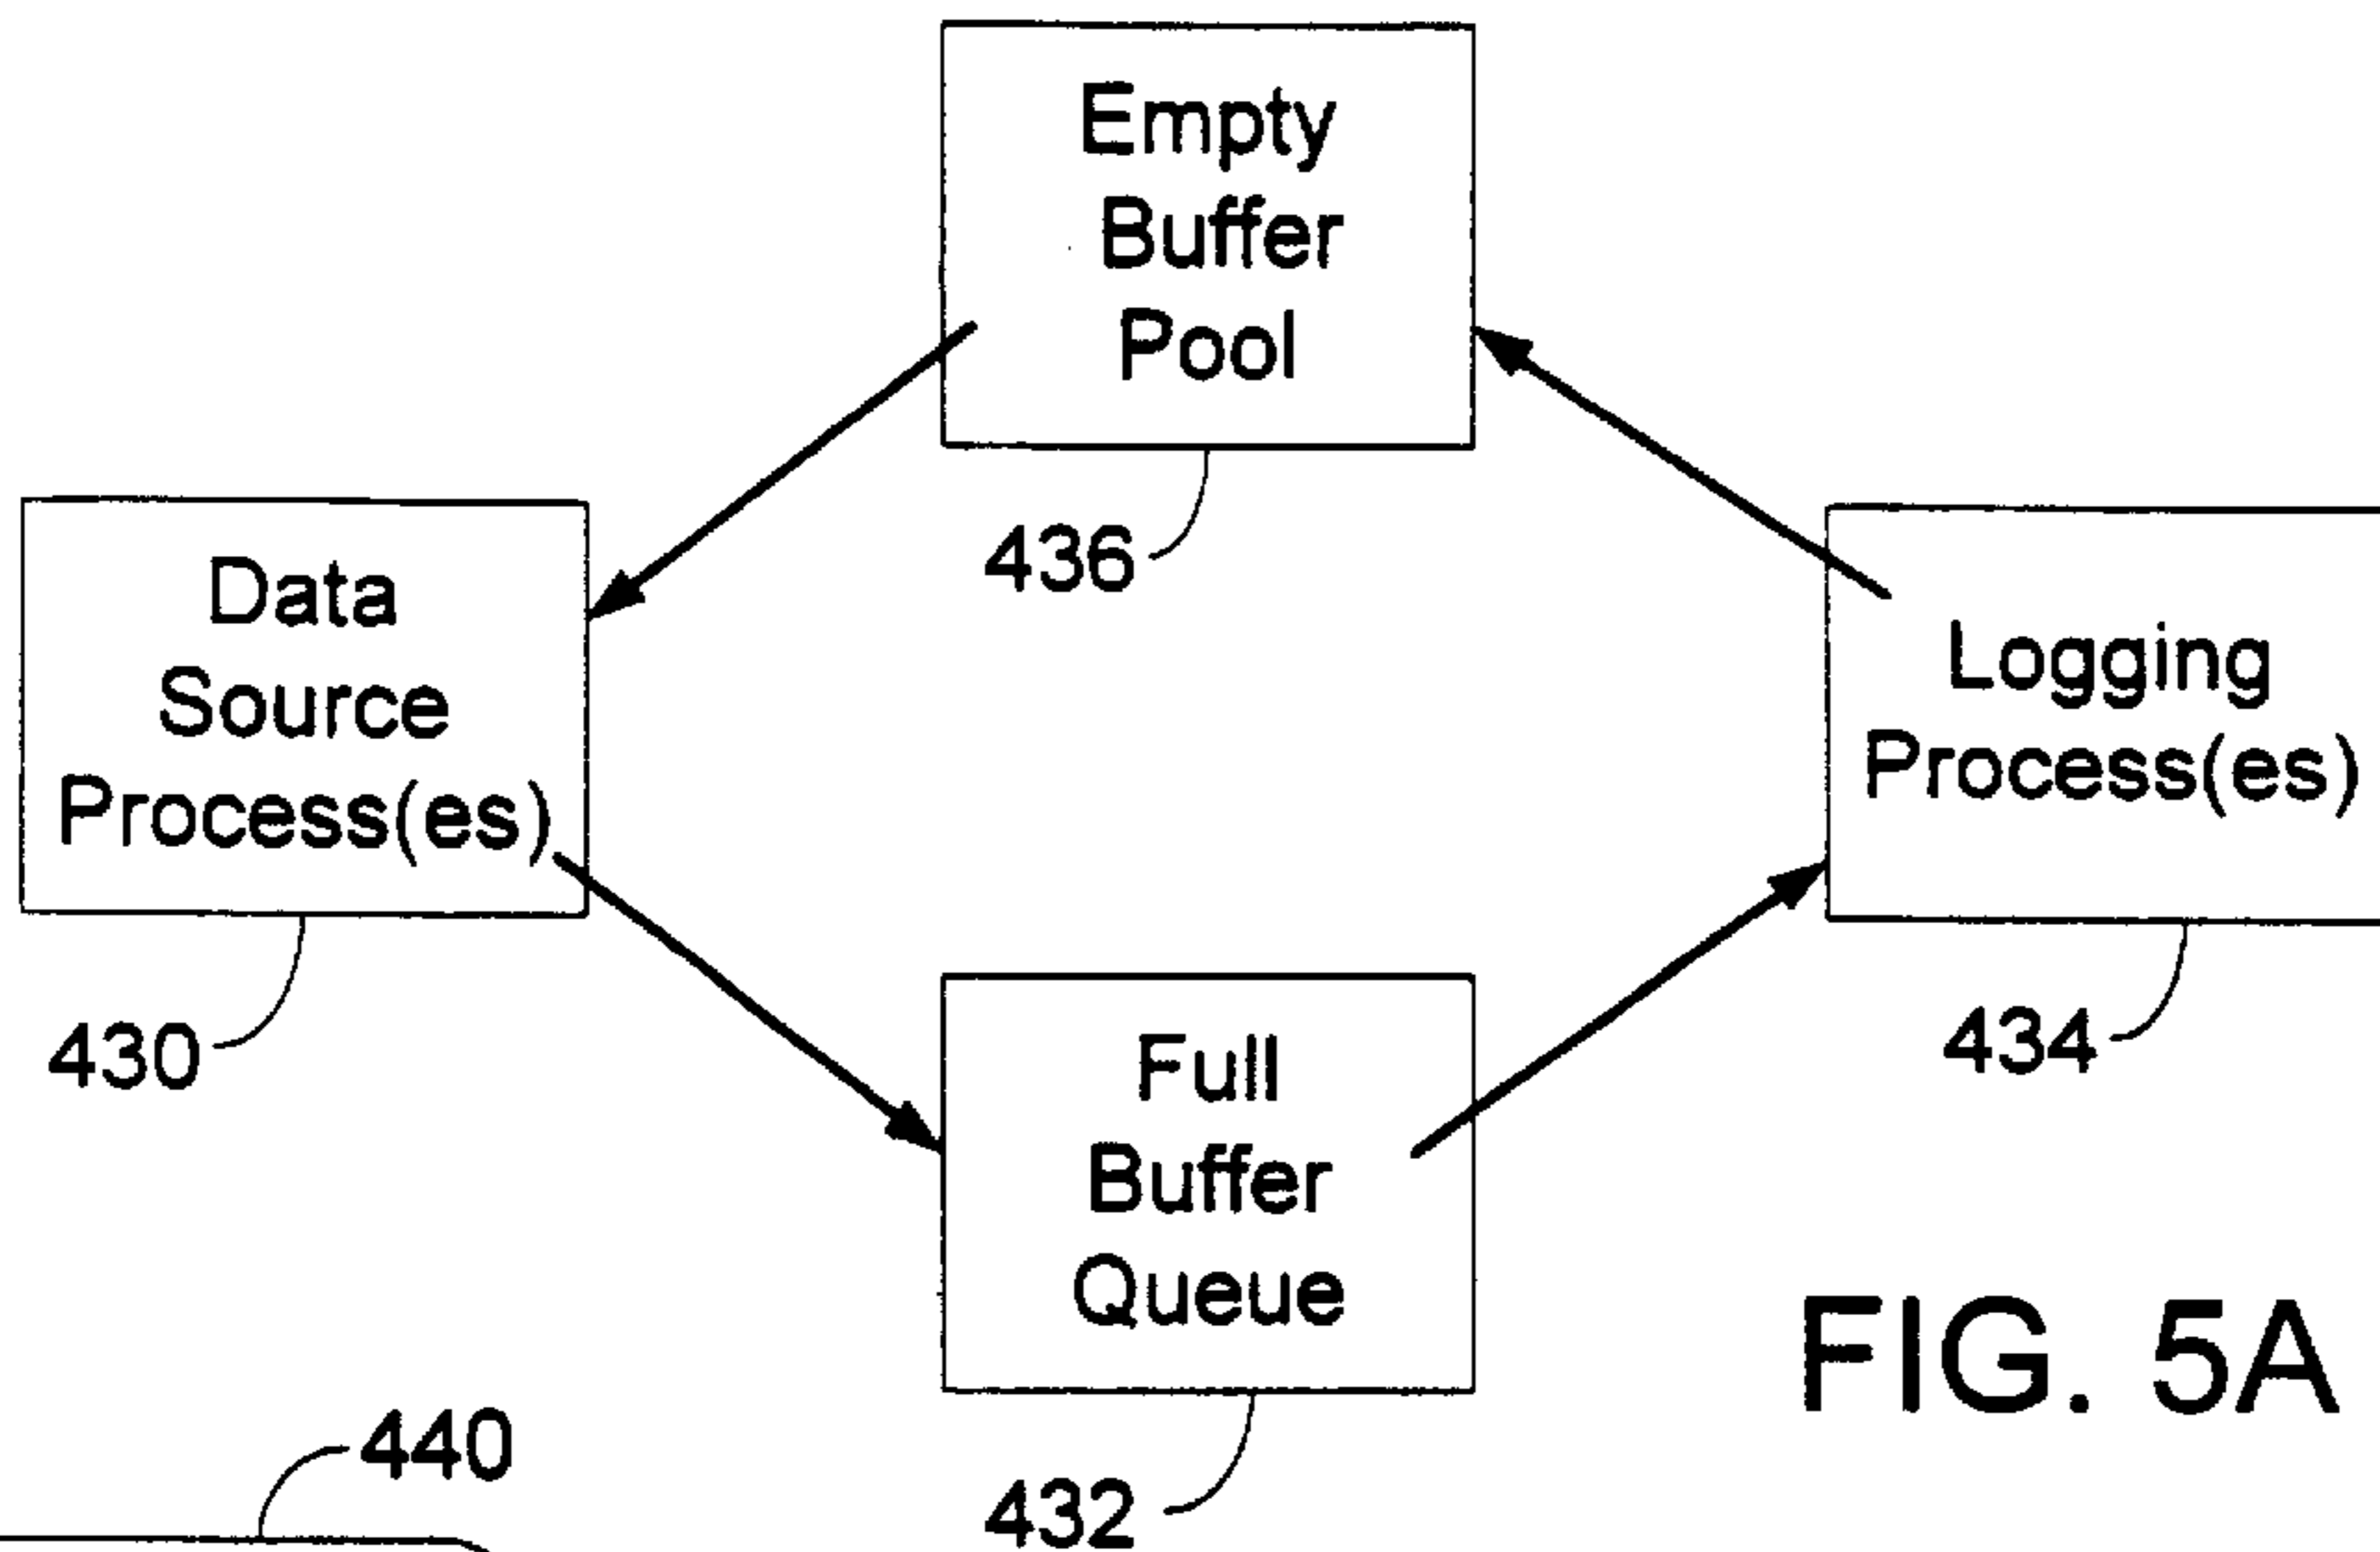 Empty
Buffer
Pool
436
Data
Source
Process(es)
430
Logging
Process(es)
434
Full
Buffer
Queue
432
FIG. 5A
440